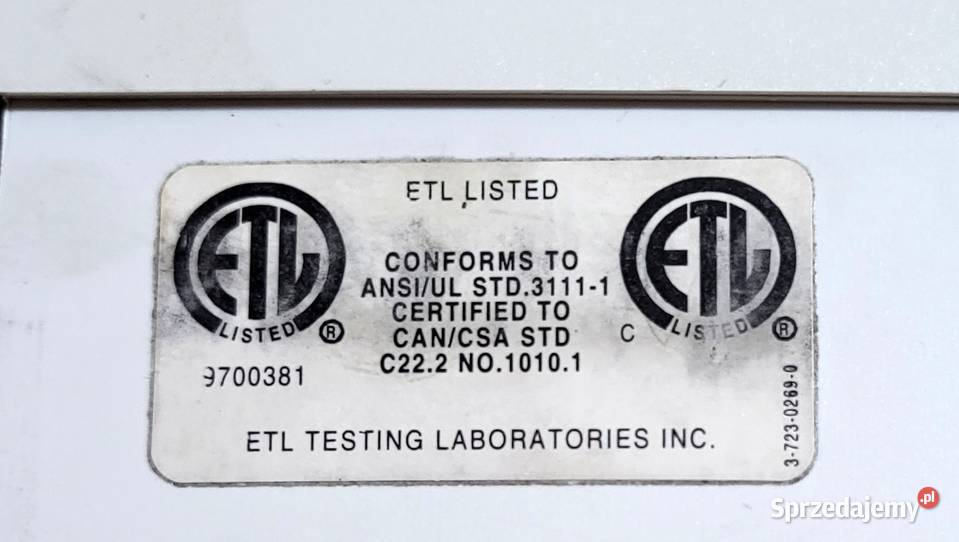 ETL LISTED
ETL
LISTED
®
CONFORMS TO
ANSI/UL STD.3111-1
CERTIFIED TO
CAN/CSA STD
C22.2 NO.1010.1
C
ETL
LISTED
®
9700381
3-723-0269-0
ETL TESTING LABORATORIES INC.
Sprzedajemy.pl